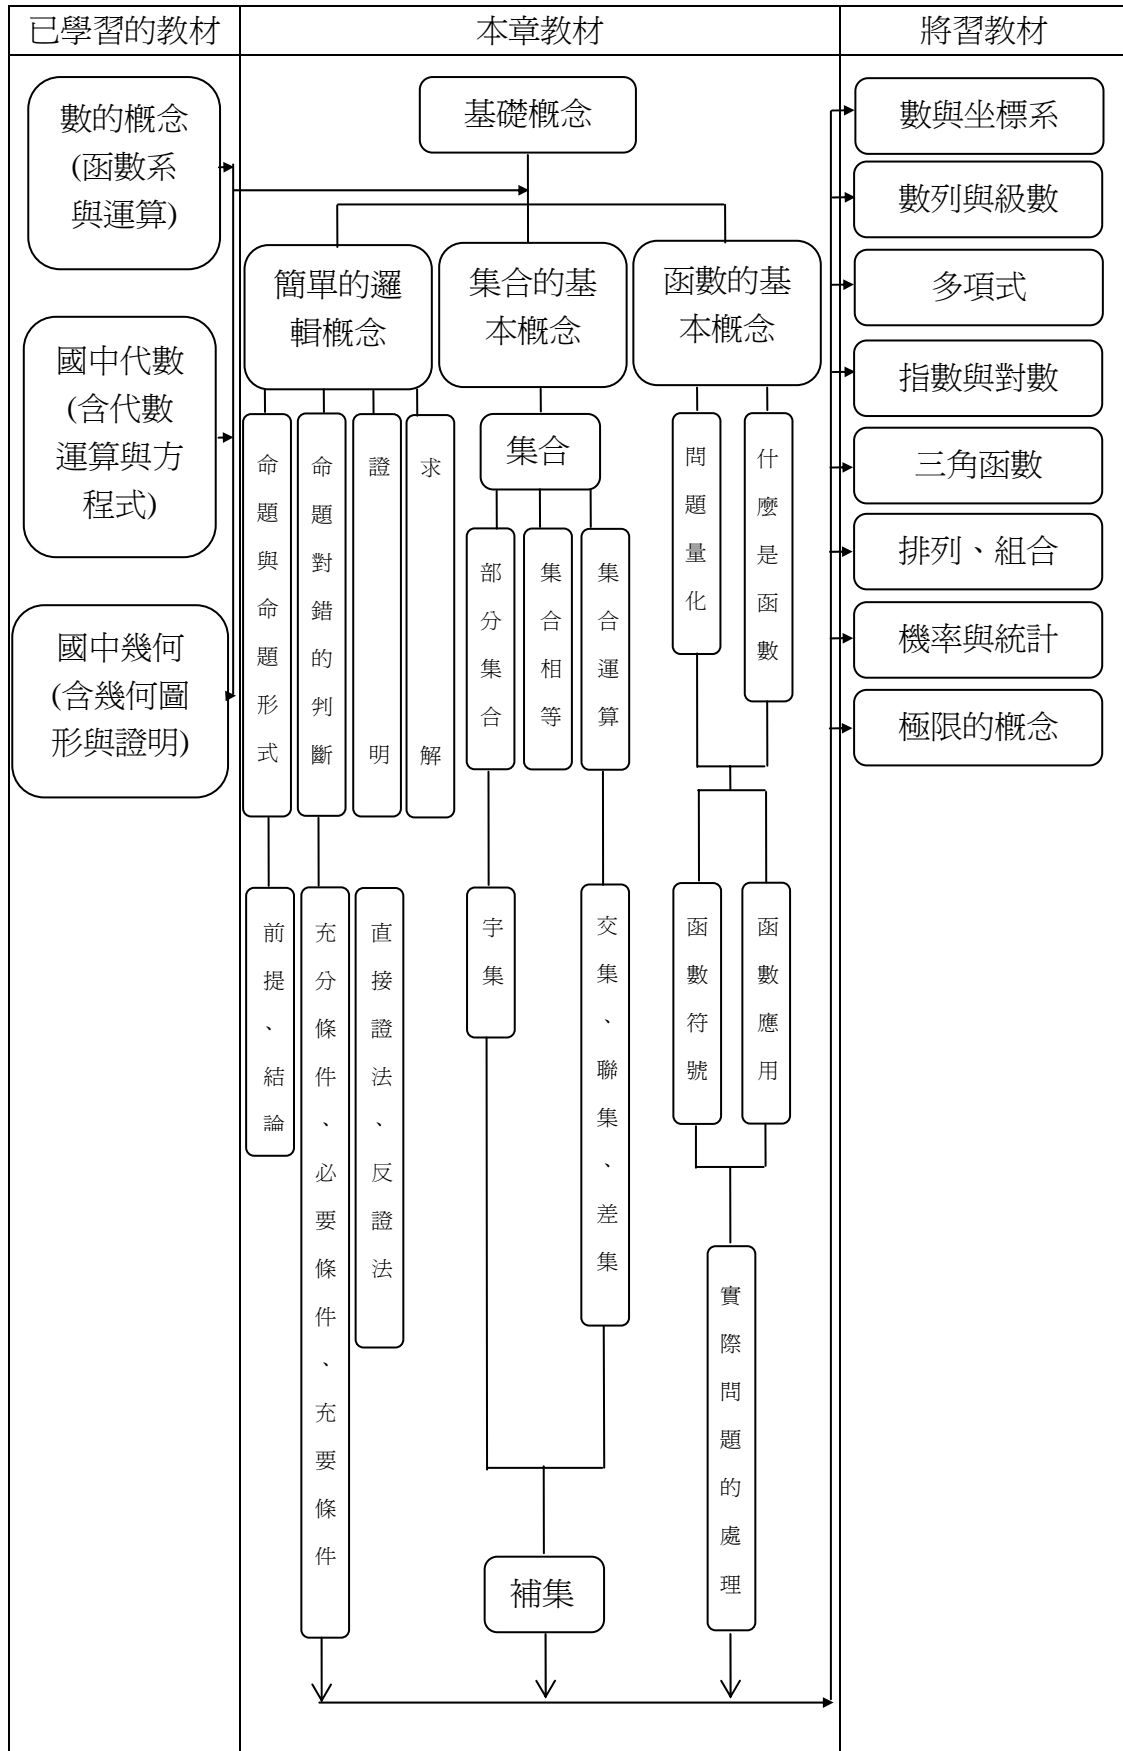 已學習的教材
本章教材
將習教材
數的概念
(函數系
與運算)
國中代數
(含代數
運算與方
程式)
國中幾何
(含幾何圖
形與證明)
基礎概念
簡單的邏
輯概念
集合的基
本概念
函數的基
本概念
命題與命題形式
命題對錯的判斷
證明
求解
集合
部分集合
集合相等
集合運算
問題量化
什麼是函數
前提、結論
充分條件、必要條件、充要條件
直接證法、反證法
宇集
交集、聯集、差集
函數符號
函數應用
實際問題的處理
補集
數與坐標系
數列與級數
多項式
指數與對數
三角函數
排列、組合
機率與統計
極限的概念